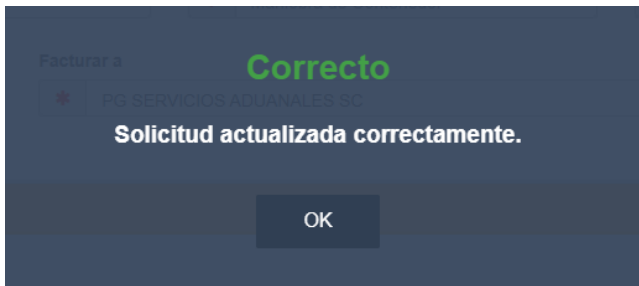 Facturar a
Correcto
* PG SERVICIOS ADUANALES SC
Solicitud actualizada correctamente.
OK